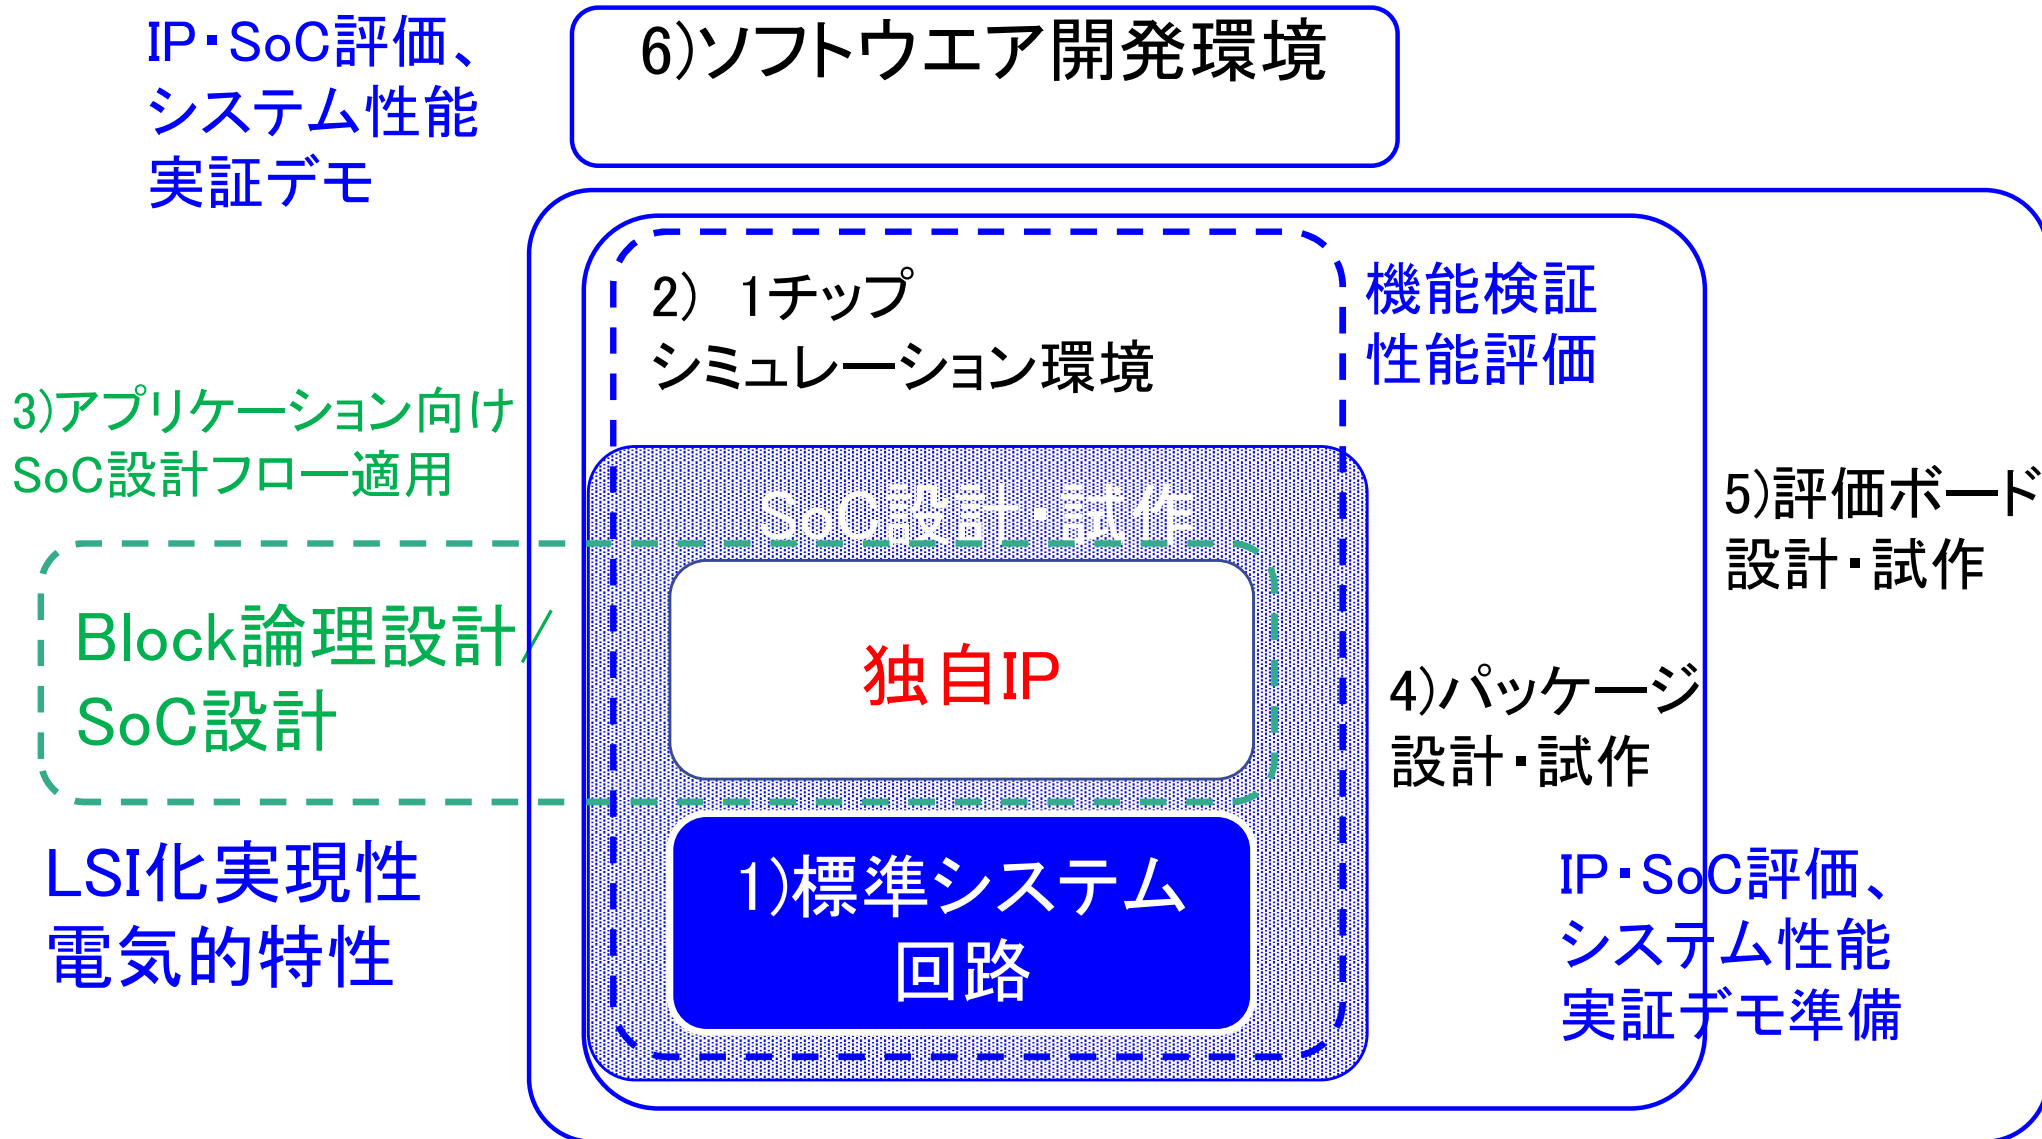 IP・SoC評価、
システム性能
実証デモ
6)ソフトウエア開発環境
2) 1チップ
シミュレーション環境
機能検証
性能評価
3)アプリケーション向け
SoC設計フロー適用
SoC設計・試作
5)評価ボード
設計・試作
Block論理設計/
SoC設計
独自IP
4)パッケージ
設計・試作
LSI化実現性
電気的特性
1)標準システム
回路
IP・SoC評価、
システム性能
実証デモ準備